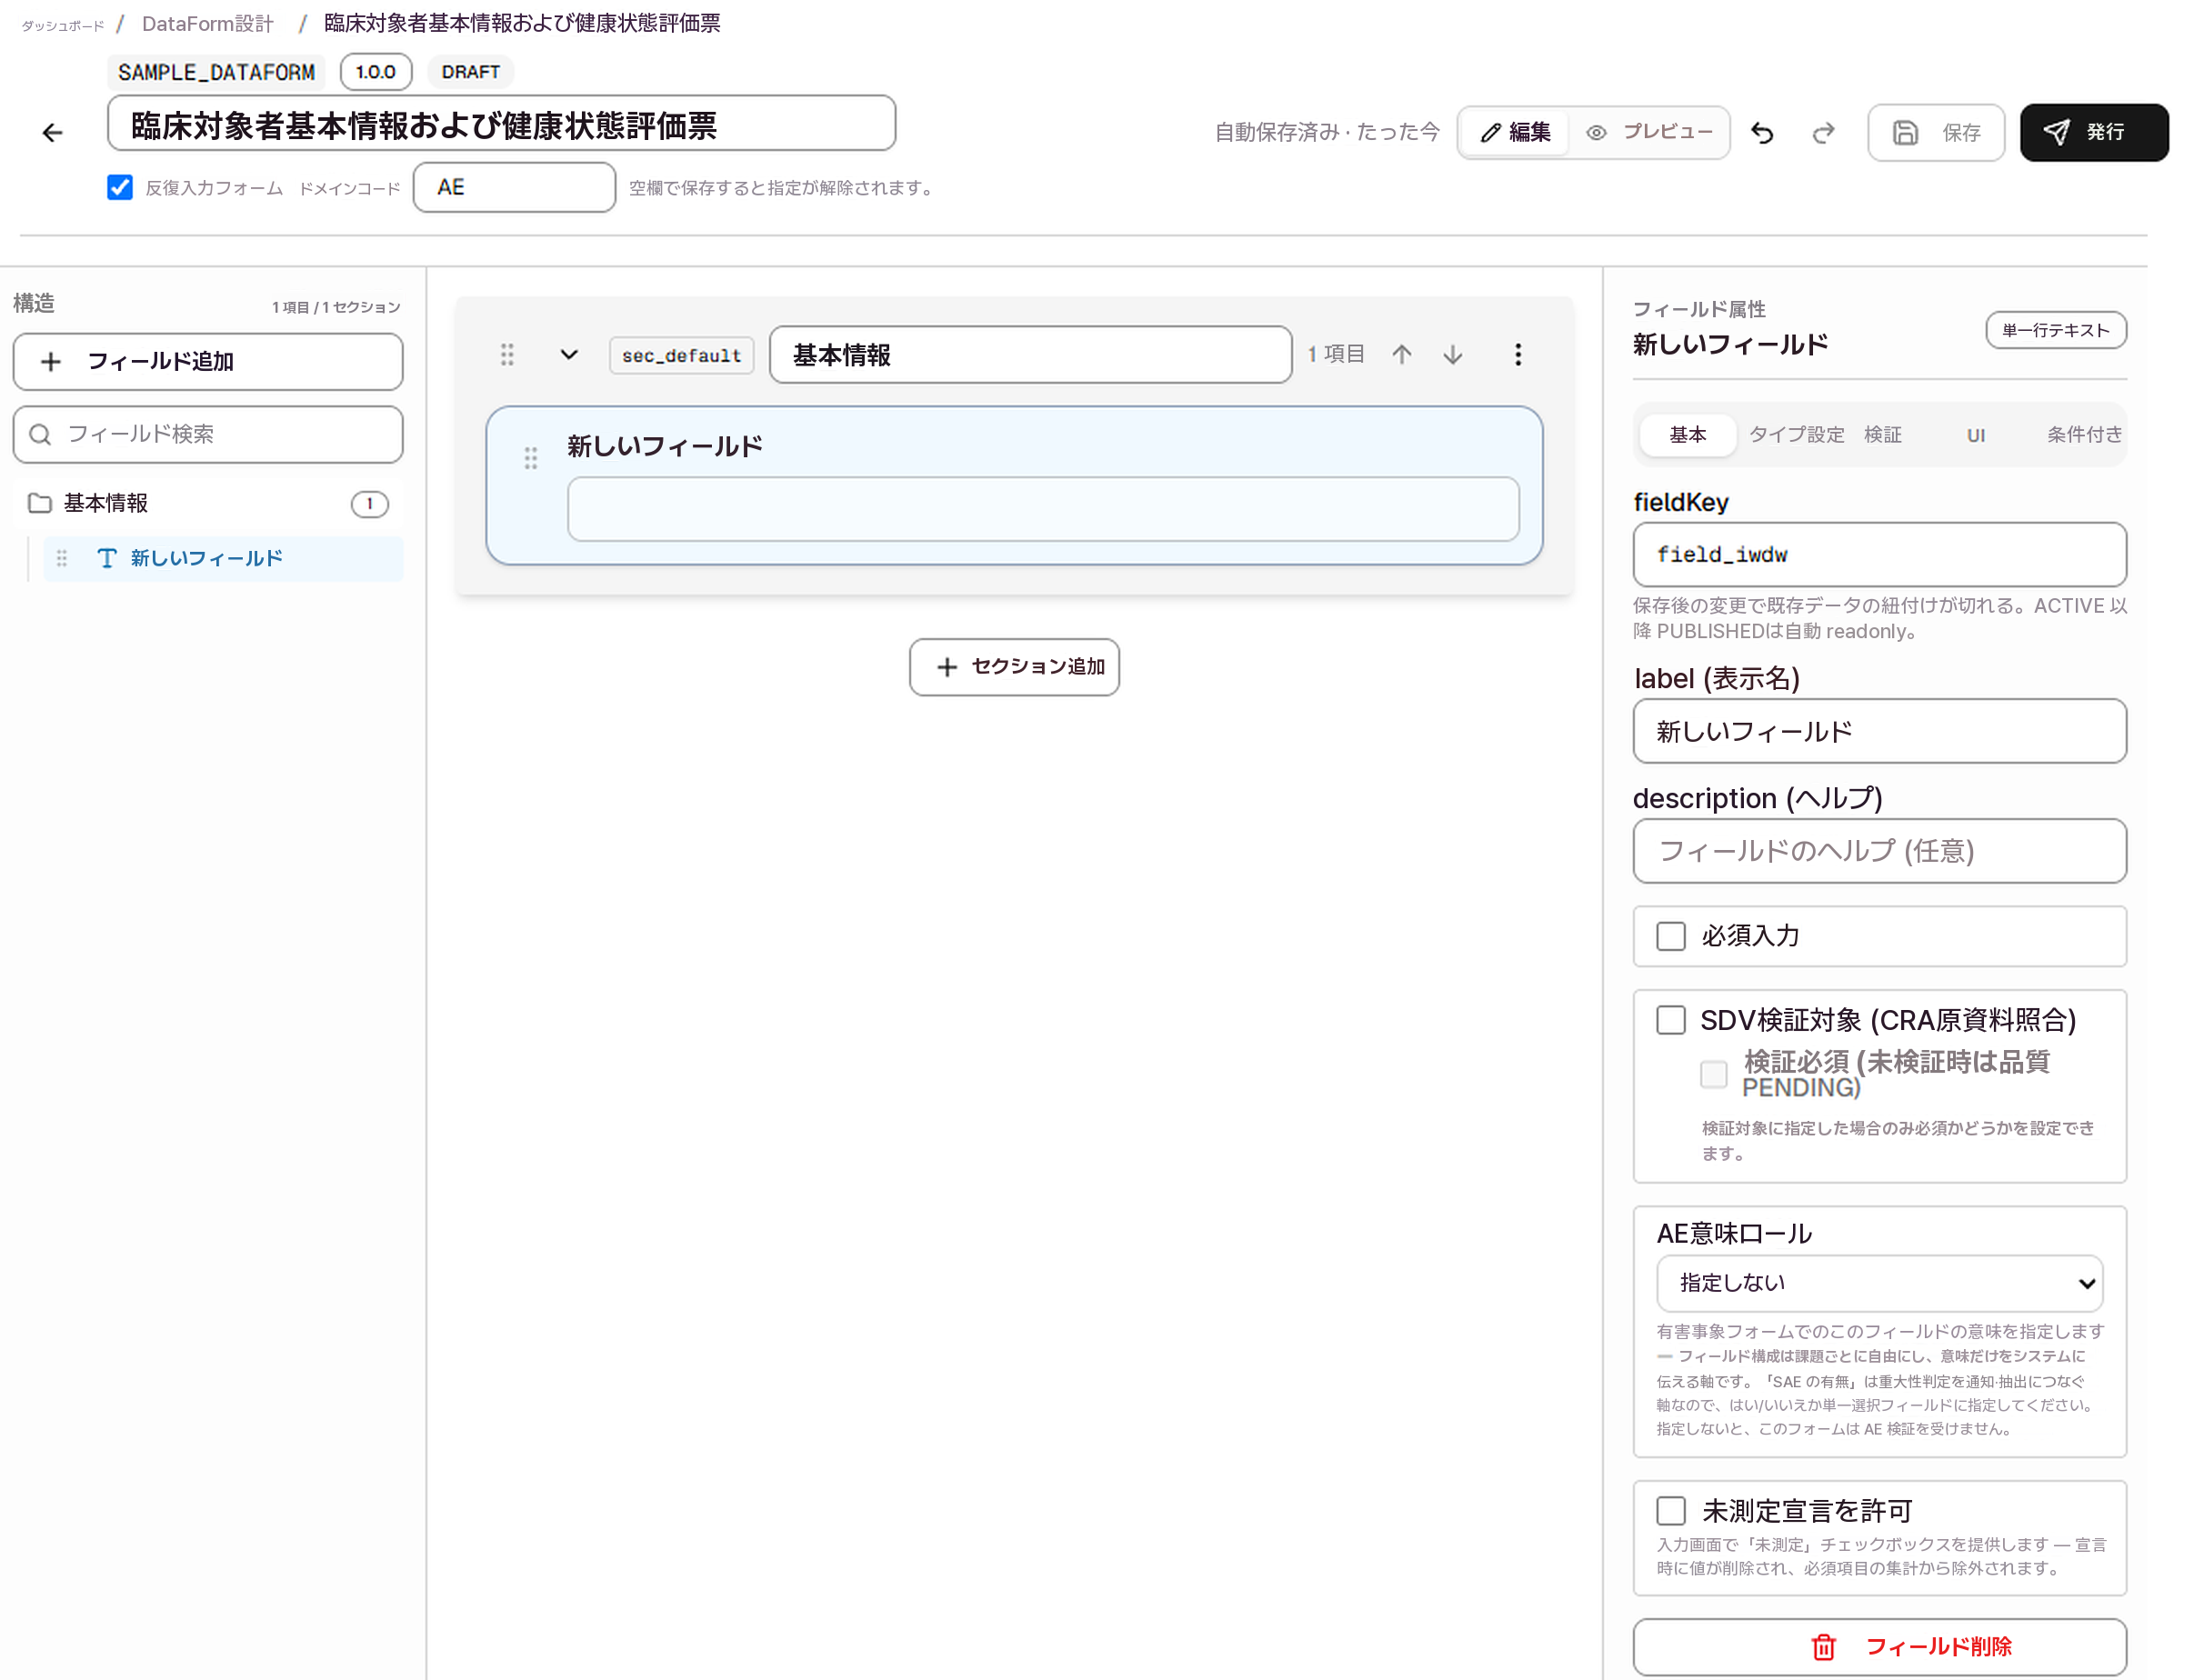 ダッシュボード / DataForm設計 / 臨床対象者基本情報および健康状態評価票
SAMPLE_DATAFORM 1.0.0 DRAFT
臨床対象者基本情報および健康状態評価票
自動保存済み · たった今 編集 プレビュー 保存 発行
反復入力フォーム ドメインコード AE 空欄で保存すると指定が解除されます。
構造 1 項目 / 1 セクション
フィールド追加
フィールド検索
基本情報 1
新しいフィールド
sec_default 基本情報 1 項目
新しいフィールド
セクション追加
フィールド属性
新しいフィールド 単一行テキスト
基本 タイプ設定 検証 UI 条件付き
fieldKey
field_iwdw
保存後の変更で既存データの紐付けが切れる。ACTIVE 以
降 PUBLISHEDは自動 readonly。
label (表示名)
新しいフィールド
description (ヘルプ)
フィールドのヘルプ (任意)
必須入力
SDV検証対象 (CRA原資料照合)
検証必須 (未検証時は品質
PENDING)
検証対象に指定した場合のみ必須かどうかを設定でき
ます。
AE意味ロール
指定しない
有害事象フォームでのこのフィールドの意味を指定します
— フィールド構成は課題ごとに自由にし、意味だけをシステムに
伝える軸です。「SAE の有無」は重大性判定を通知·抽出につなぐ
軸なので、はい/いいえか単一選択フィールドに指定してください。
指定しないと、このフォームは AE 検証を受けません。
未測定宣言を許可
入力画面で「未測定」チェックボックスを提供します — 宣言
時に値が削除され、必須項目の集計から除外されます。
フィールド削除